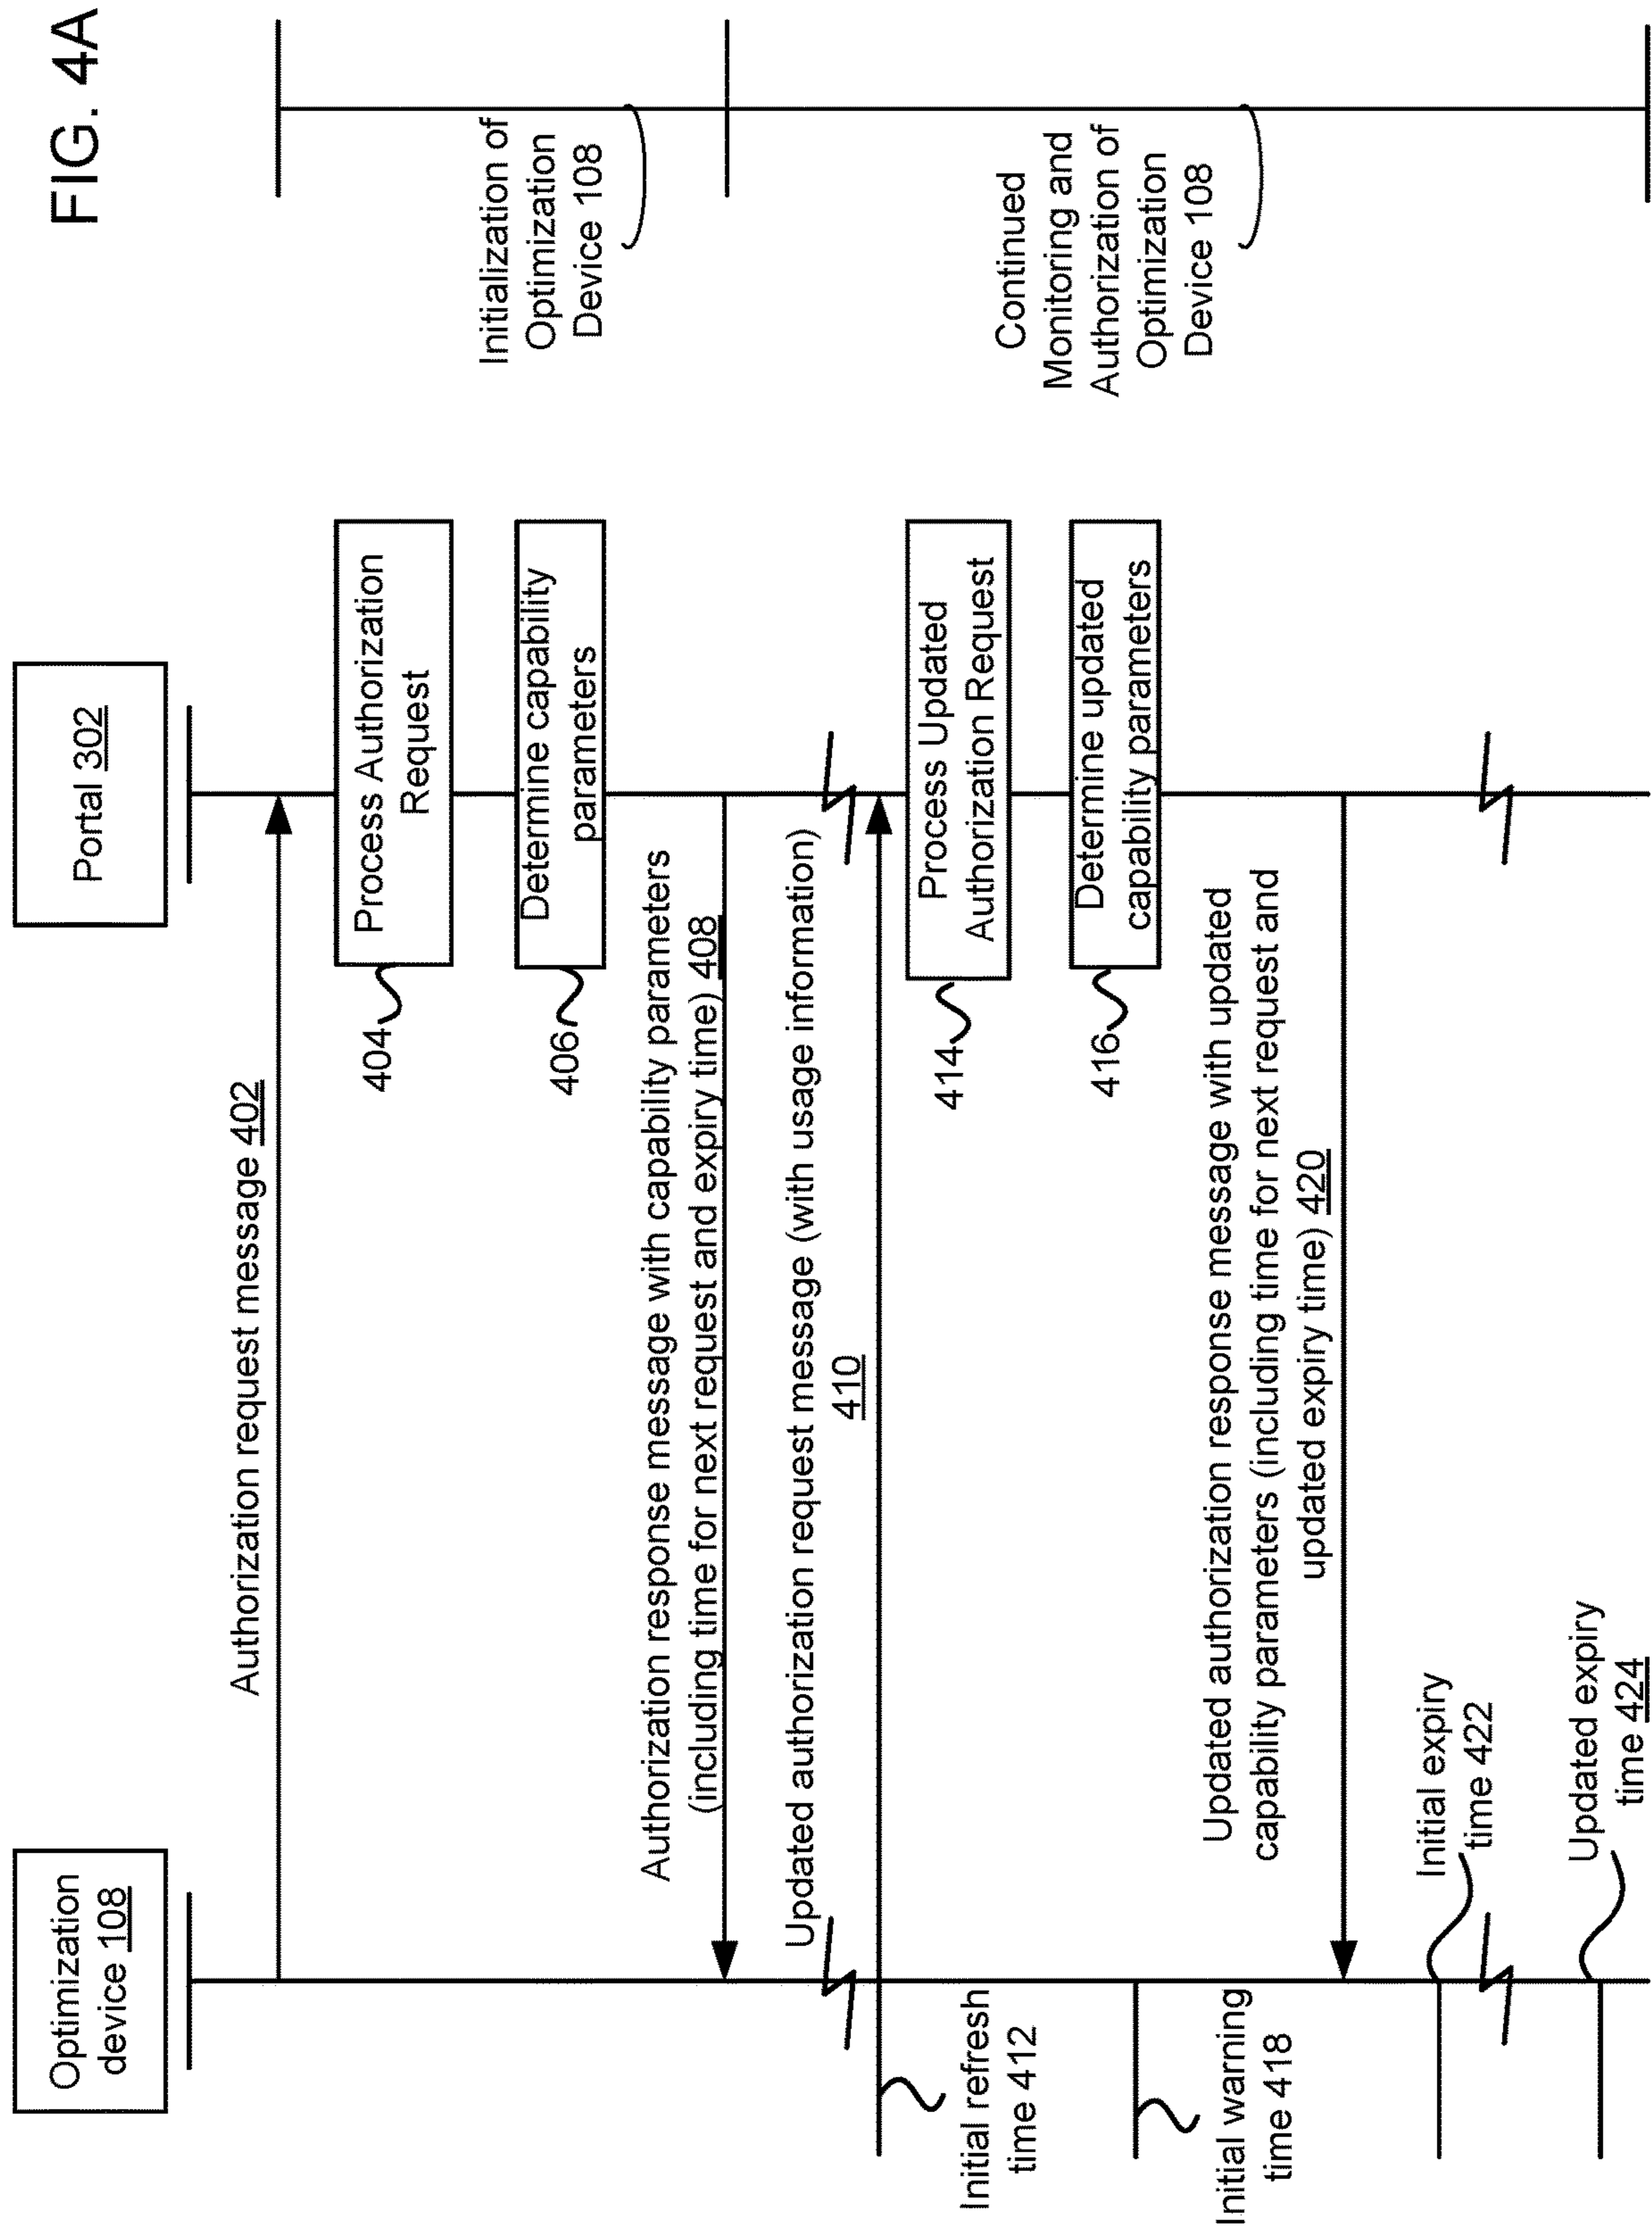 FIG. 4A
Optimization
device 108
Portal 302
Authorization request message 402
Process Authorization
Request
404
Determine capability
parameters
406
Initialization of
Optimization
Device 108
Authorization response message with capability parameters
(including time for next request and expiry time) 408
Updated authorization request message (with usage information)
410
Initial refresh
time 412
Process Updated
Authorization Request
414
Determine updated
capability parameters
416
Continued
Monitoring and
Authorization of
Optimization
Device 108
Initial warning
time 418
Updated authorization response message with updated
capability parameters (including time for next request and
updated expiry time) 420
Initial expiry
time 422
Updated expiry
time 424